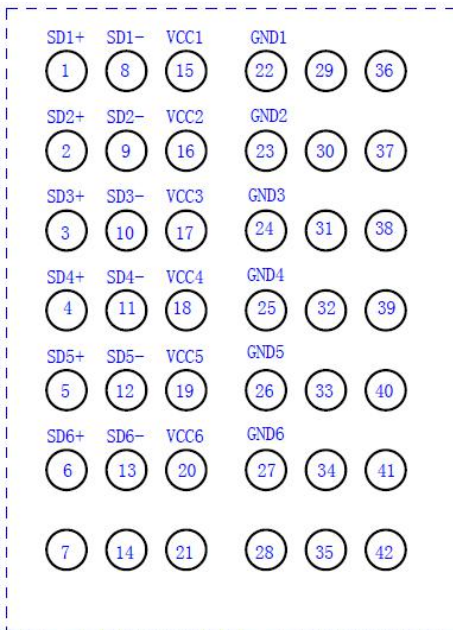 SD1+ SD1- VCC1 GND1
1 8 15 22 29 36
SD2+ SD2- VCC2 GND2
2 9 16 23 30 37
SD3+ SD3- VCC3 GND3
3 10 17 24 31 38
SD4+ SD4- VCC4 GND4
4 11 18 25 32 39
SD5+ SD5- VCC5 GND5
5 12 19 26 33 40
SD6+ SD6- VCC6 GND6
6 13 20 27 34 41
7 14 21 28 35 42